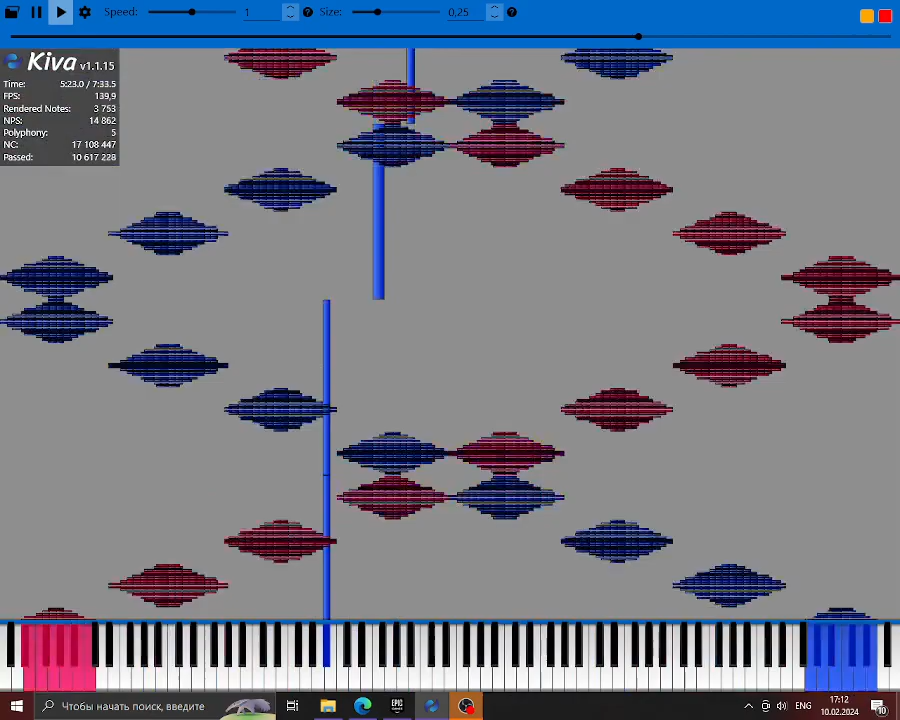 Speed: 1 Size: 0,25
Kiva v1.1.15
Time: 5:23.0 / 7:33.5
FPS: 139,9
Rendered Notes: 3 753
NPS: 14 862
Polyphony: 5
NC: 17 108 447
Passed: 10 617 228
Чтобы начать поиск, введите
EPIC
ENG
17:12
10.02.2024
10